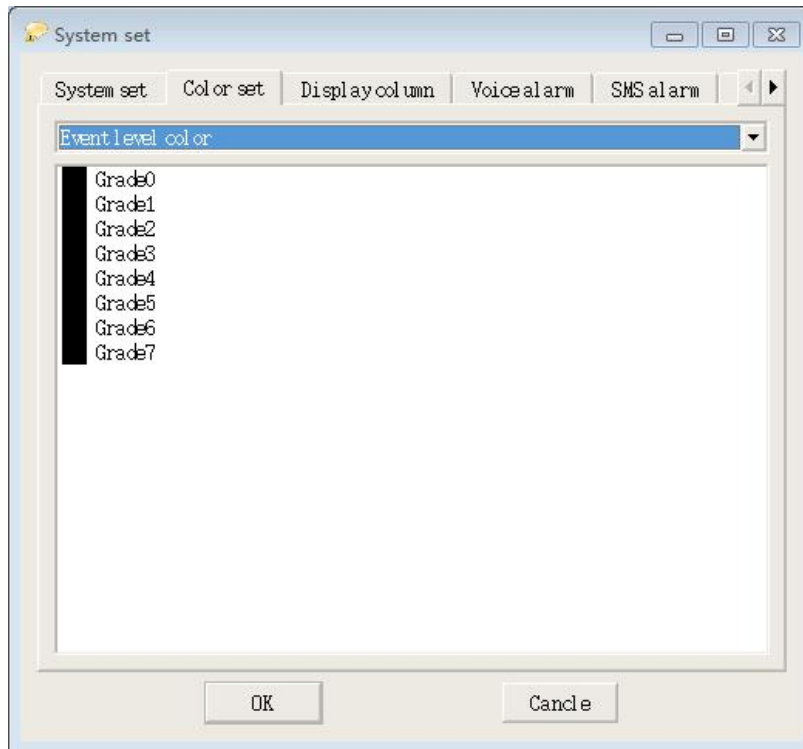 System set
System set Color set Display column Voice alarm SMS alarm
Event level color
Grade0
Grade1
Grade2
Grade3
Grade4
Grade5
Grade6
Grade7
OK Cancle